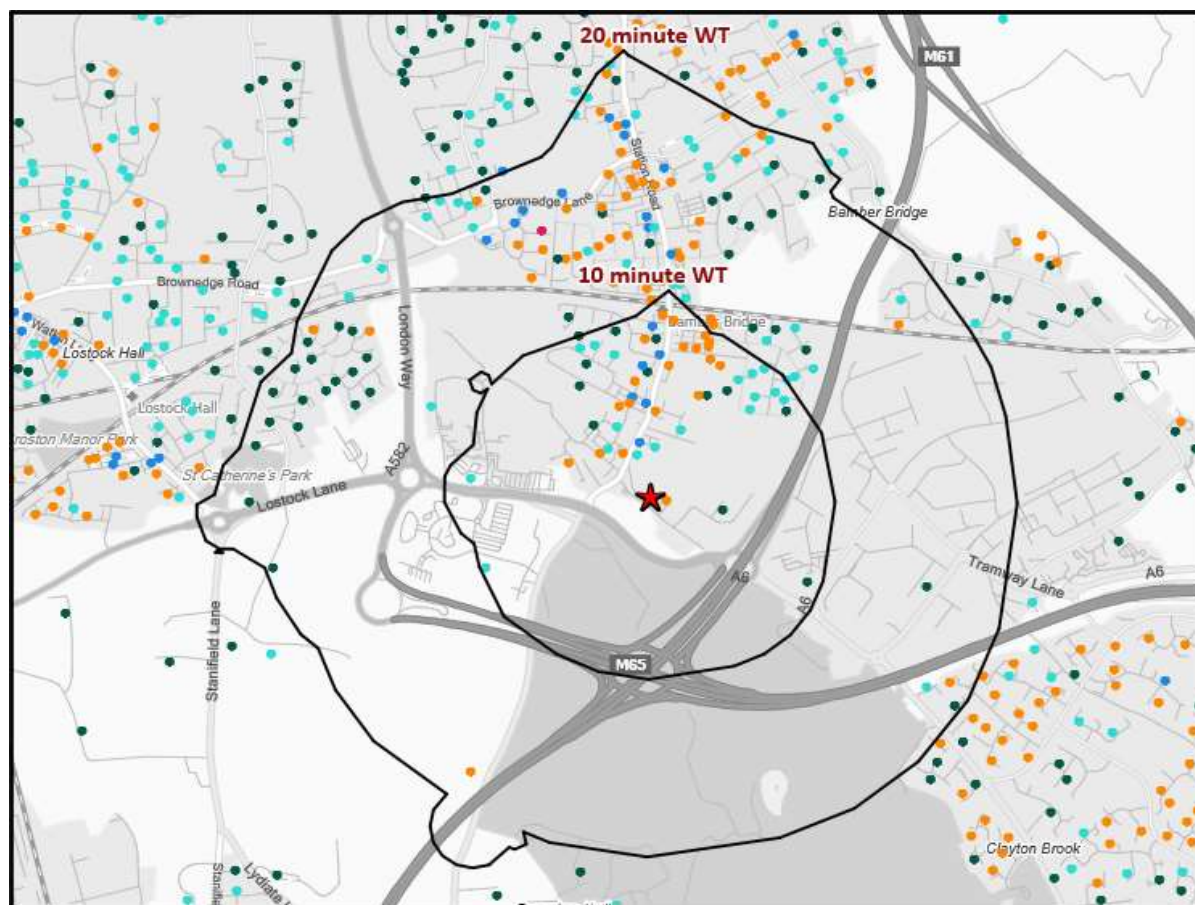 20 minute WT
M61
Station Road
Brownedge Lane
Bamber Bridge
10 minute WT
Brownedge Road
London Way
Bamber Bridge
Lostock Hall
Lostock Hall
St Catherine's Park
A582
Lostock Lane
Tramway Lane
A6
A6
A6
M65
Stanifield Lane
Clayton Brook